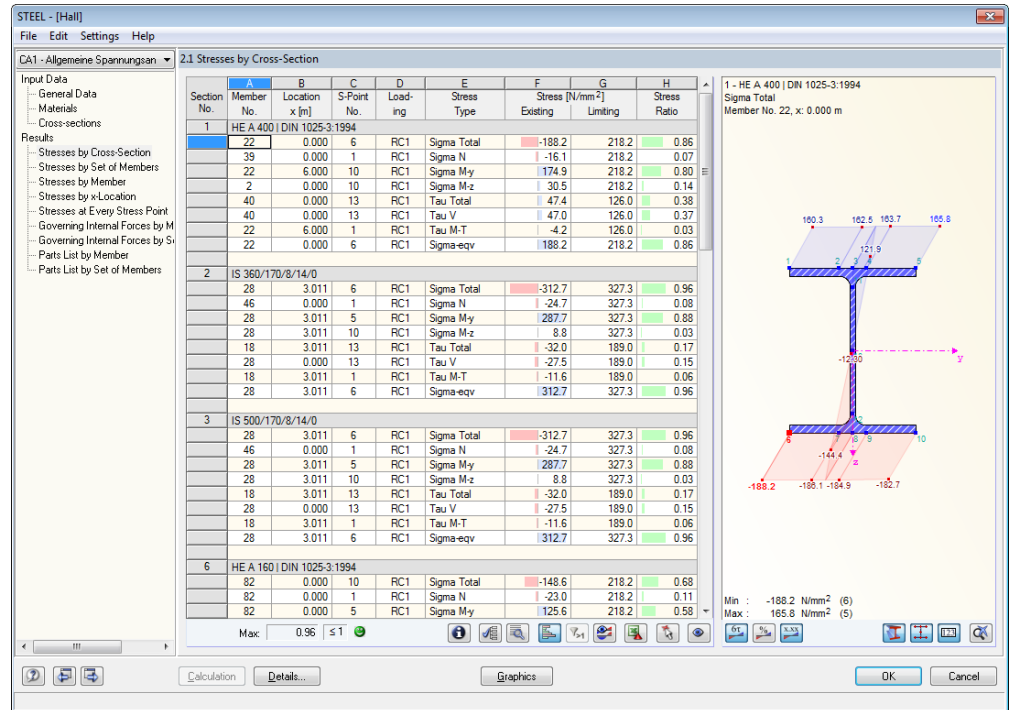 STEEL - [Hall]
File Edit Settings Help
CA1 - Allgemeine Spannungsan
2.1 Stresses by Cross-Section
Input Data
General Data
Materials
Cross-sections
Results
Stresses by Cross-Section
Stresses by Set of Members
Stresses by Member
Stresses by x-Location
Stresses at Every Stress Point
Governing Internal Forces by M
Governing Internal Forces by S
Parts List by Member
Parts List by Set of Members
A B C D E F G H
Section Member Location S-Point Load- Stress Stress [N/mm²] Stress
No. No. x [m] No. ing Type Existing Limiting Ratio
1 HE A 400 | DIN 1025-3:1994
22 0.000 6 RC1 Sigma Total -188.2 218.2 0.86
39 0.000 1 RC1 Sigma N -16.1 218.2 0.07
22 6.000 10 RC1 Sigma M-y 174.9 218.2 0.80
2 0.000 10 RC1 Sigma M-z 30.5 218.2 0.14
40 0.000 13 RC1 Tau Total 47.4 126.0 0.38
40 0.000 13 RC1 Tau V 47.0 126.0 0.37
22 6.000 1 RC1 Tau M-T -4.2 126.0 0.03
22 0.000 6 RC1 Sigma-eqv 188.2 218.2 0.86
2 IS 360/170/8/14/0
28 3.011 6 RC1 Sigma Total -312.7 327.3 0.96
46 0.000 1 RC1 Sigma N -24.7 327.3 0.08
28 3.011 5 RC1 Sigma M-y 287.7 327.3 0.88
28 3.011 10 RC1 Sigma M-z 8.8 327.3 0.03
18 3.011 13 RC1 Tau Total -32.0 189.0 0.17
28 0.000 13 RC1 Tau V -27.5 189.0 0.15
18 3.011 1 RC1 Tau M-T -11.6 189.0 0.06
28 3.011 6 RC1 Sigma-eqv 312.7 327.3 0.96
3 IS 500/170/8/14/0
28 3.011 6 RC1 Sigma Total -312.7 327.3 0.96
46 0.000 1 RC1 Sigma N -24.7 327.3 0.08
28 3.011 5 RC1 Sigma M-y 287.7 327.3 0.88
28 3.011 10 RC1 Sigma M-z 8.8 327.3 0.03
18 3.011 13 RC1 Tau Total -32.0 189.0 0.17
28 0.000 13 RC1 Tau V -27.5 189.0 0.15
18 3.011 1 RC1 Tau M-T -11.6 189.0 0.06
28 3.011 6 RC1 Sigma-eqv 312.7 327.3 0.96
6 HE A 160 | DIN 1025-3:1994
82 0.000 10 RC1 Sigma Total -148.6 218.2 0.68
82 0.000 1 RC1 Sigma N -23.0 218.2 0.11
82 0.000 5 RC1 Sigma M-y 125.6 218.2 0.58
Max: 0.96 ≤ 1
1 - HE A 400 | DIN 1025-3:1994
Sigma Total
Member No. 22, x: 0.000 m
160.3 162.5 163.7 165.8
121.9
1 2 3 4 5
y
6 7 8 9 10
-144.4
z
-188.2 -184.9 -182.7
Min : -188.2 N/mm² (6)
Max : 165.8 N/mm² (5)
Calculation
Details...
Graphics
OK
Cancel